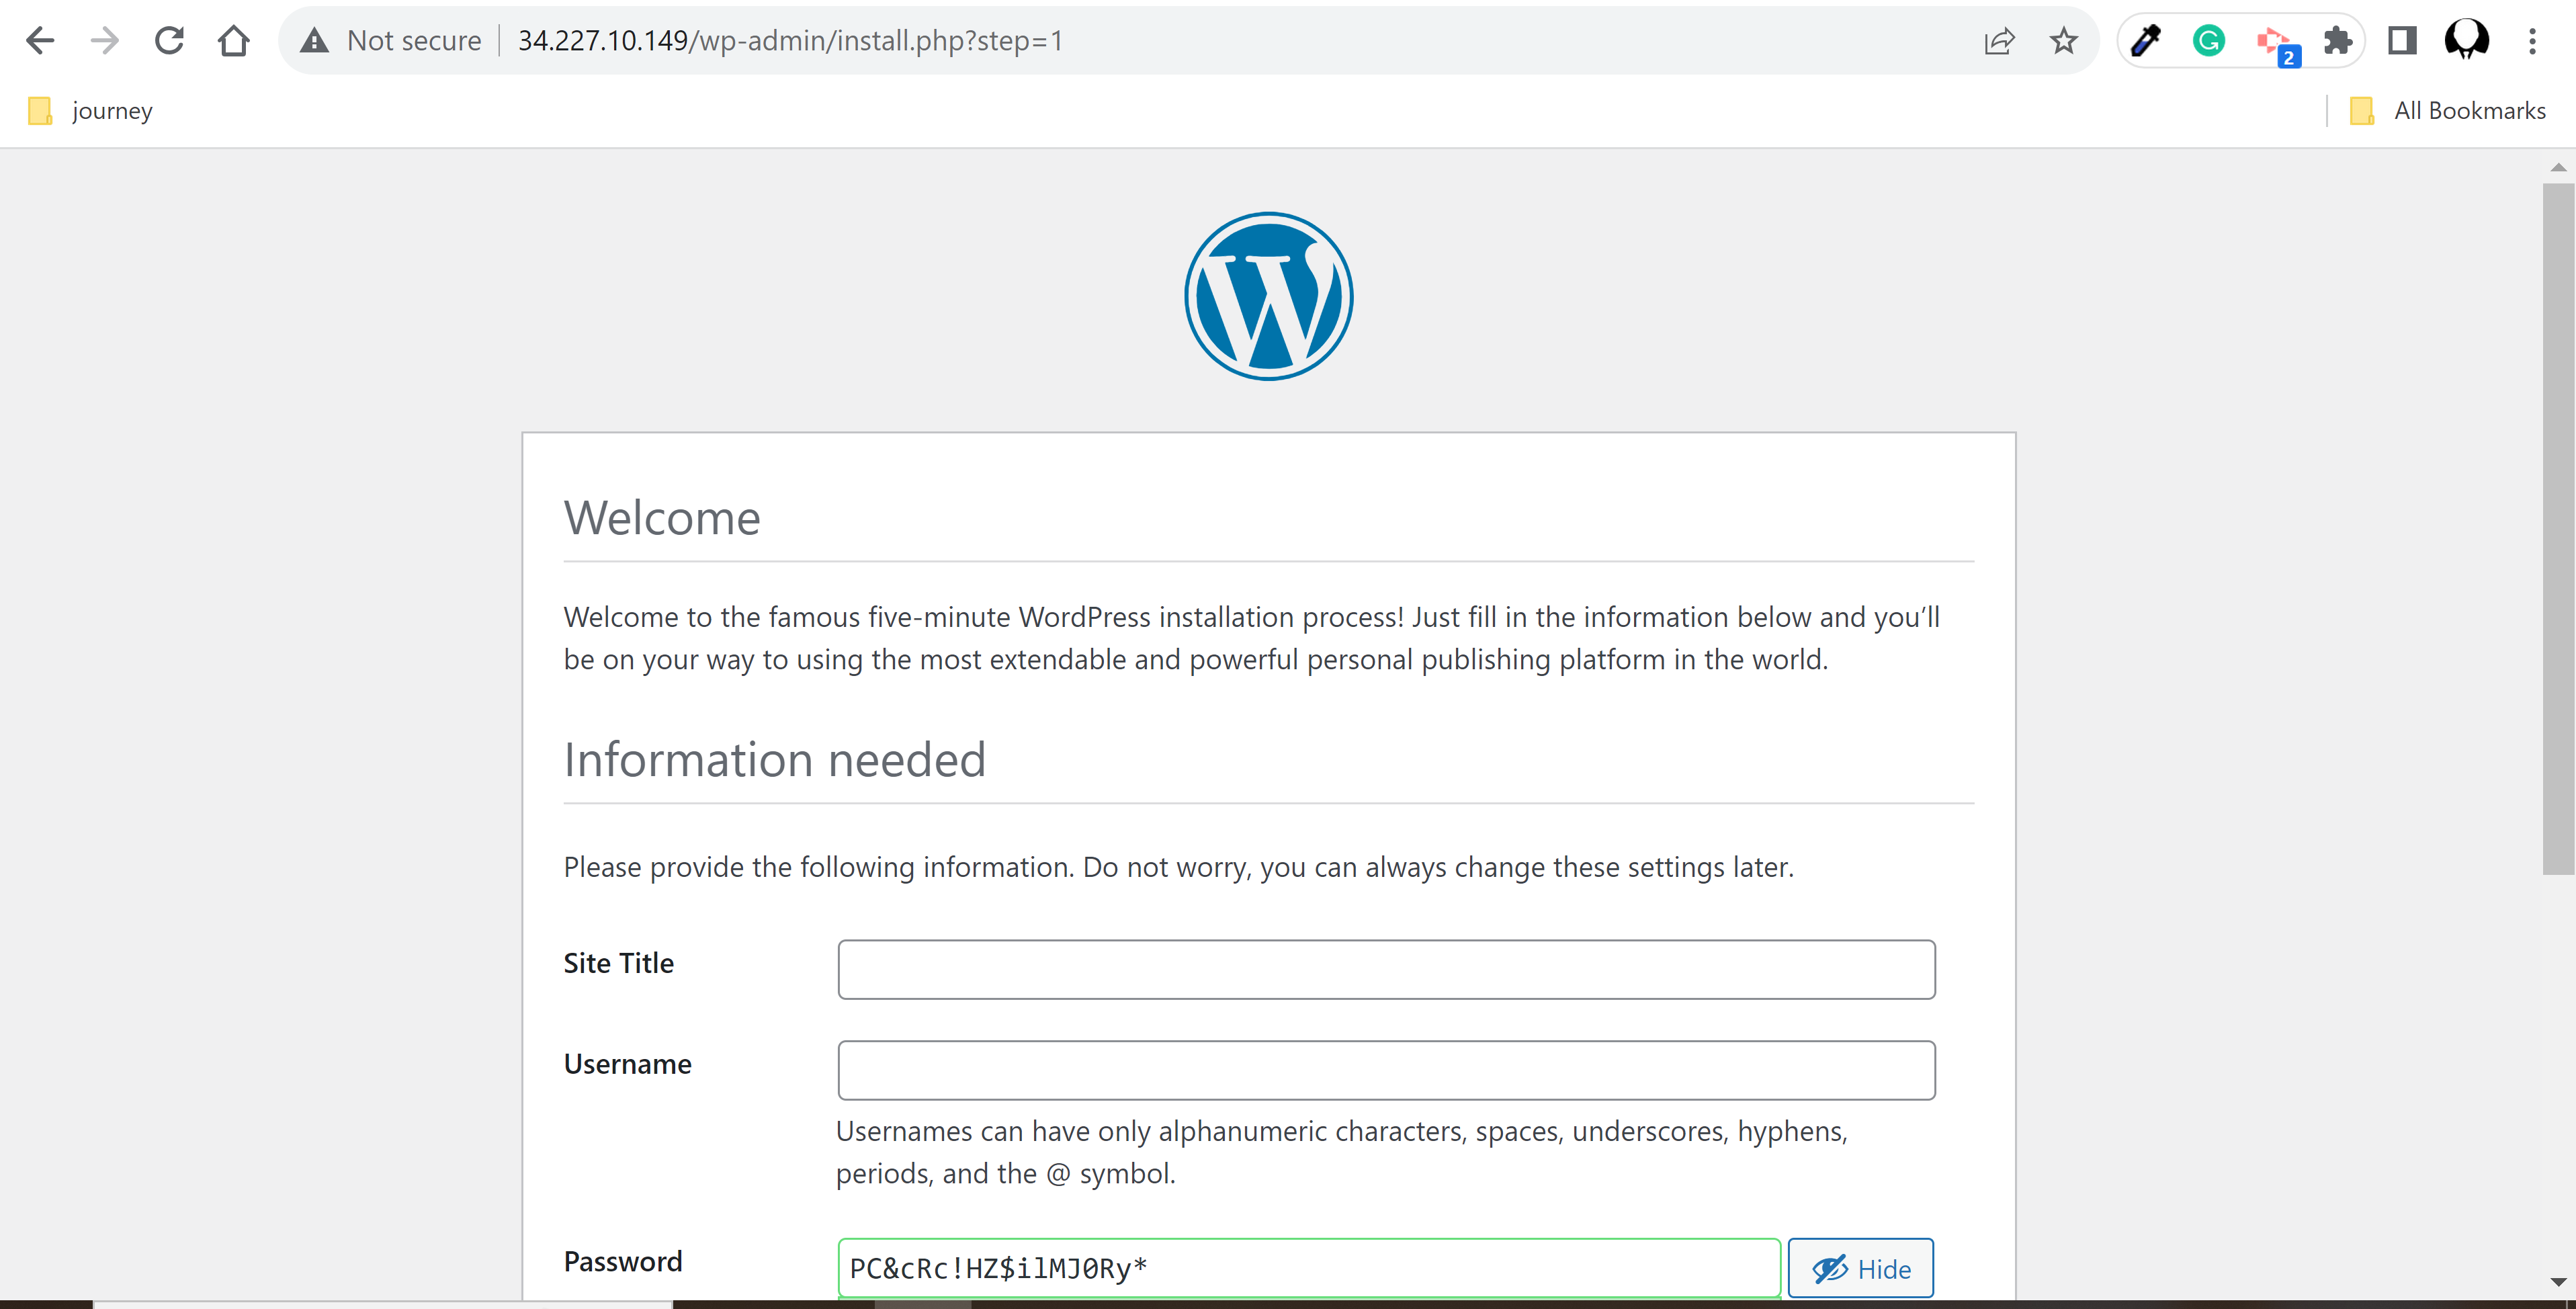 Not secure
34.227.10.149/wp-admin/install.php?step=1
2
journey
All Bookmarks
Welcome
Welcome to the famous five-minute WordPress installation process! Just fill in the information below and you’ll
be on your way to using the most extendable and powerful personal publishing platform in the world.
Information needed
Please provide the following information. Do not worry, you can always change these settings later.
Site Title
Username
Usernames can have only alphanumeric characters, spaces, underscores, hyphens,
periods, and the @ symbol.
Password
PC&cRc!HZ$ilMJ0Ry*
Hide